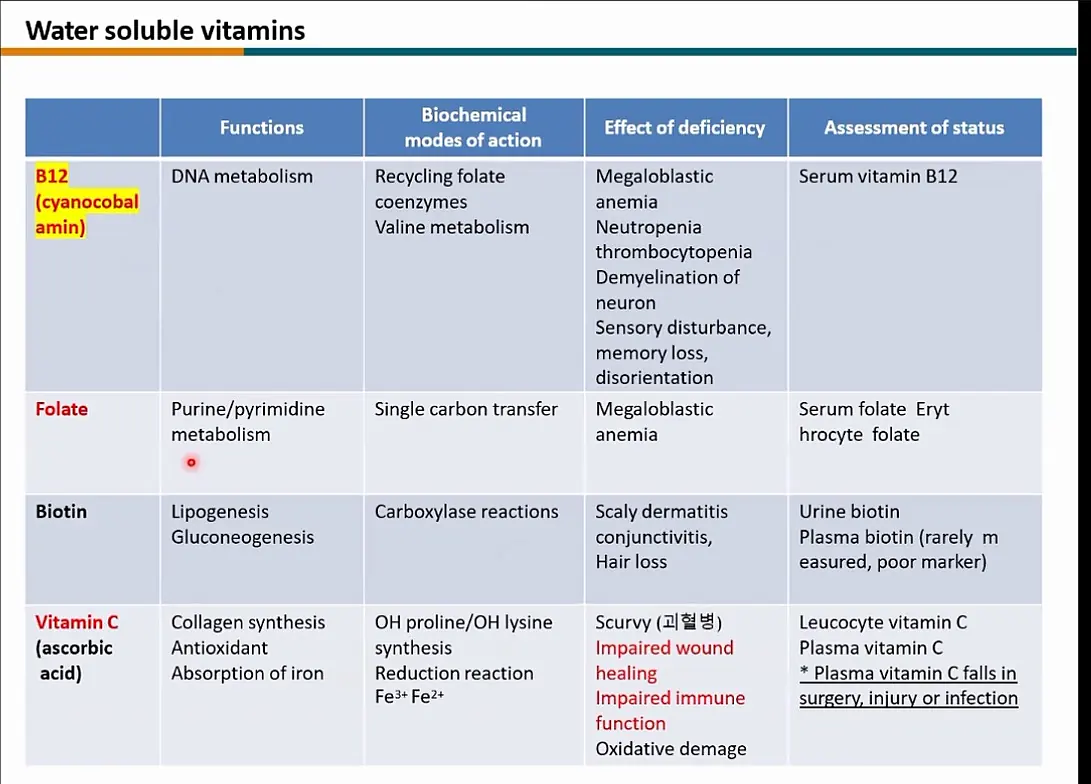 Water soluble vitamins
Functions
Biochemical
modes of action
Effect of deficiency
Assessment of status
B12
(cyanocobal
amin)
DNA metabolism
Recycling folate
coenzymes
Valine metabolism
Megaloblastic
anemia
Neutropenia
thrombocytopenia
Demyelination of
neuron
Sensory disturbance,
memory loss,
disorientation
Serum vitamin B12
Folate
Purine/pyrimidine
metabolism
Single carbon transfer
Megaloblastic
anemia
Serum folate Eryt
hrocyte folate
Biotin
Lipogenesis
Gluconeogenesis
Carboxylase reactions
Scaly dermatitis
conjunctivitis,
Hair loss
Urine biotin
Plasma biotin (rarely m
easured, poor marker)
Vitamin C
(ascorbic
acid)
Collagen synthesis
Antioxidant
Absorption of iron
OH proline/OH lysine
synthesis
Reduction reaction
Fe³⁺ Fe²⁺
Scurvy (괴혈병)
Impaired wound
healing
Impaired immune
function
Oxidative demage
Leucocyte vitamin C
Plasma vitamin C
* Plasma vitamin C falls in
surgery, injury or infection